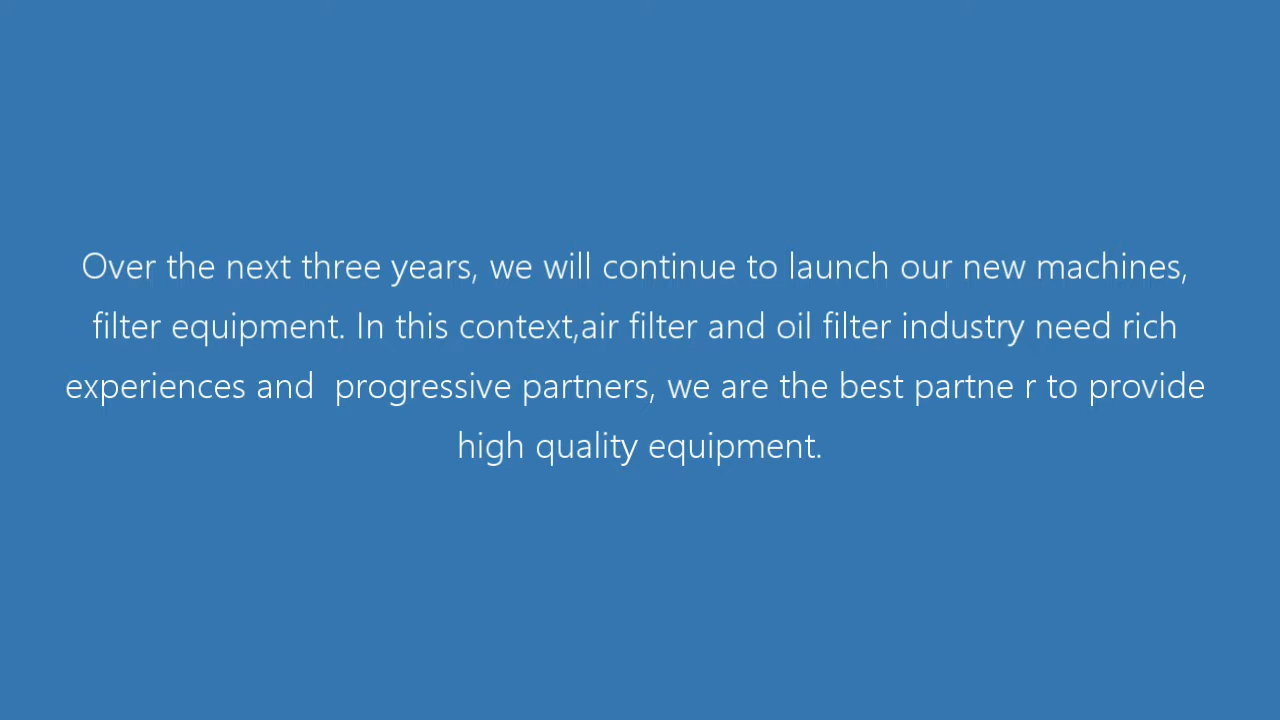 Over the next three years, we will continue to launch our new machines,
filter equipment. In this context,air filter and oil filter industry need rich
experiences and  progressive partners, we are the best partne r to provide
high quality equipment.